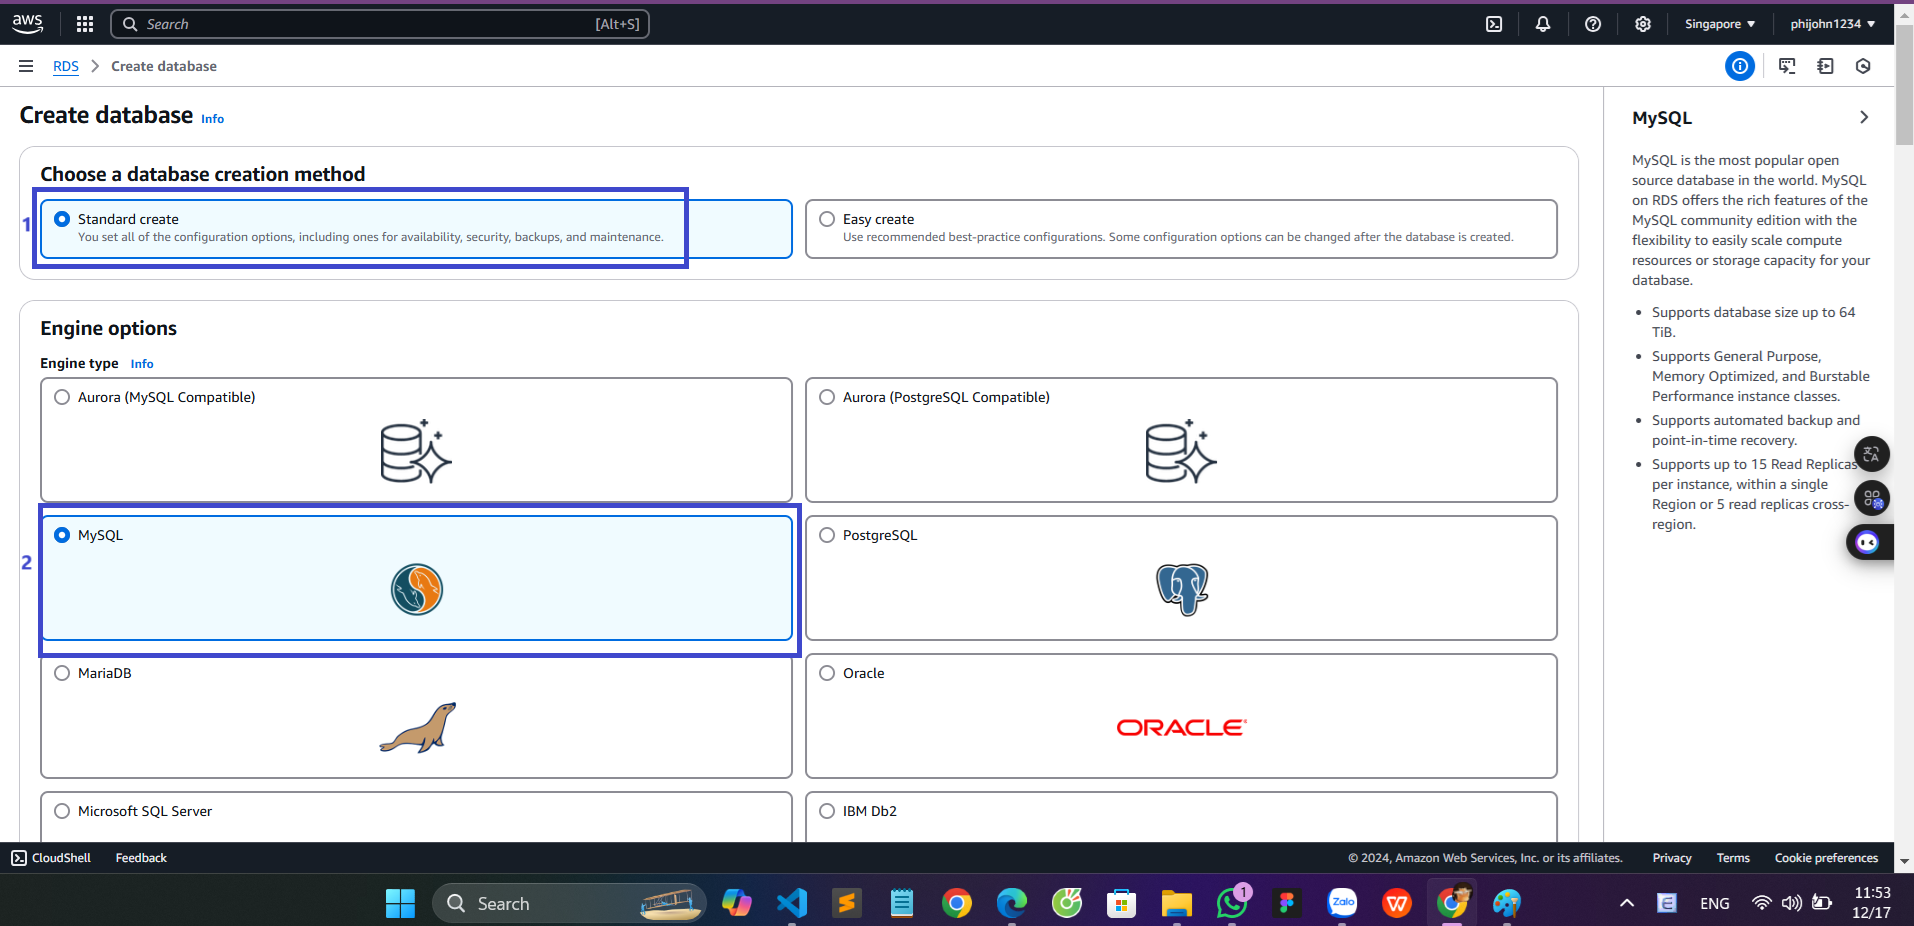 aws
Search
[Alt+S]
Singapore
phijohn1234
RDS
Create database
Create database
Info
Choose a database creation method
1
Standard create
You set all of the configuration options, including ones for availability, security, backups, and maintenance.
Easy create
Use recommended best-practice configurations. Some configuration options can be changed after the database is created.
Engine options
Engine type
Info
Aurora (MySQL Compatible)
Aurora (PostgreSQL Compatible)
2
MySQL
PostgreSQL
MariaDB
Oracle
ORACLE
Microsoft SQL Server
IBM Db2
MySQL
MySQL is the most popular open
source database in the world. MySQL
on RDS offers the rich features of the
MySQL community edition with the
flexibility to easily scale compute
resources or storage capacity for your
database.
Supports database size up to 64
TiB.
Supports General Purpose,
Memory Optimized, and Burstable
Performance instance classes.
Supports automated backup and
point-in-time recovery.
Supports up to 15 Read Replicas
per instance, within a single
Region or 5 read replicas cross-
region.
CloudShell
Feedback
© 2024, Amazon Web Services, Inc. or its affiliates.
Privacy
Terms
Cookie preferences
Search
1
Zalo
ENG
11:53
12/17